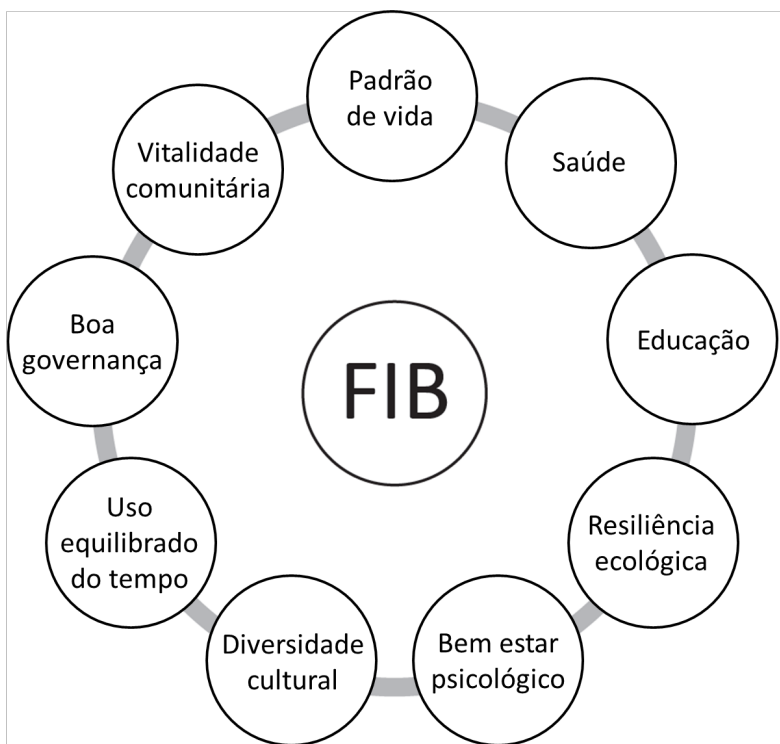 Padrão
de vida
Saúde
Educação
Resiliência
ecológica
Bem estar
psicológico
Diversidade
cultural
Uso
equilibrado
do tempo
Boa
governança
Vitalidade
comunitária
FIB